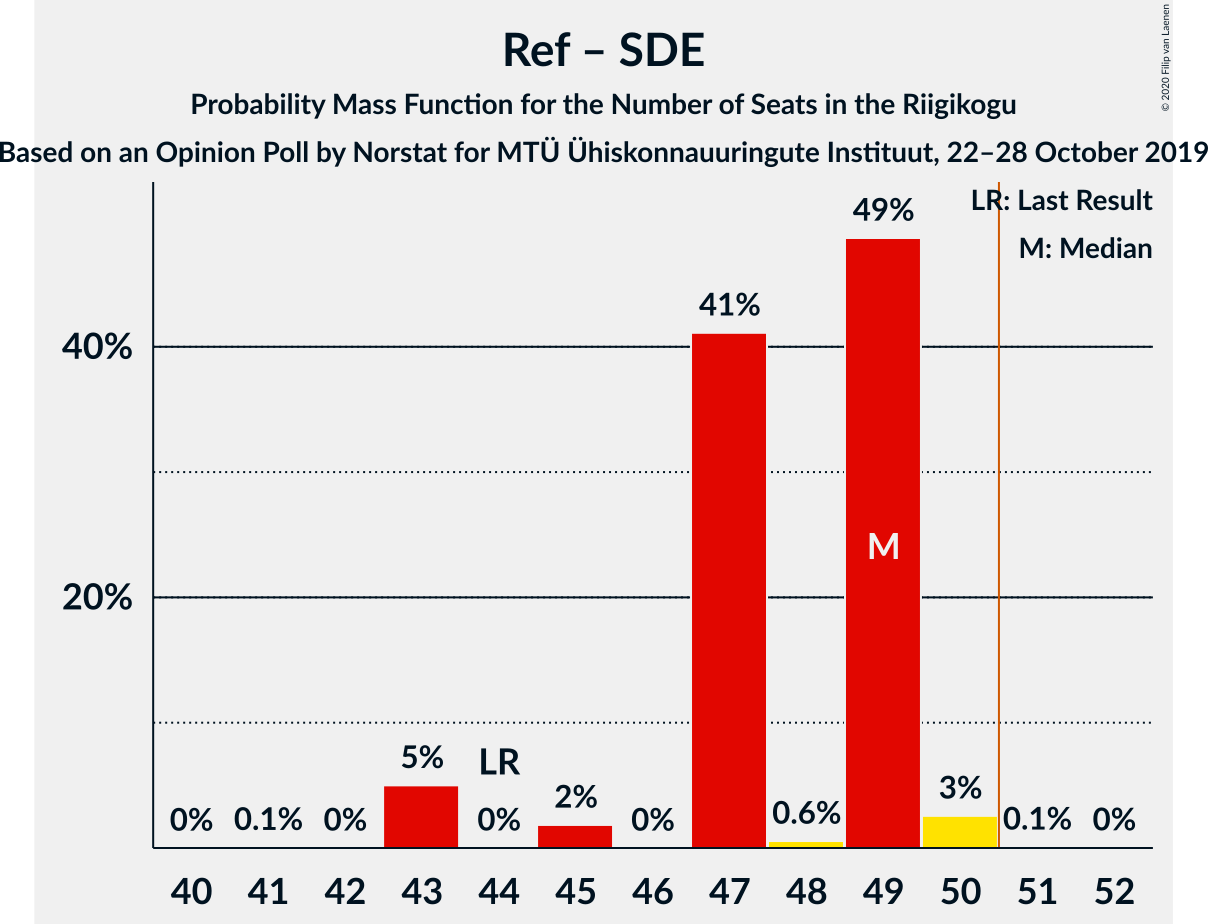 Ref – SDE
Probability Mass Function for the Number of Seats in the Riigikogu
Based on an Opinion Poll by Norstat for MTÜ Ühiskonnauuringute Instituut, 22–28 October 2019
© 2020 Filip van Laenen
LR: Last Result
M: Median
49%
41%
40%
M
20%
5% LR 2% 3%
0% 0.1% 0% 0% 0% 0.6% 0.1% 0%
40 41 42 43 44 45 46 47 48 49 50 51 52